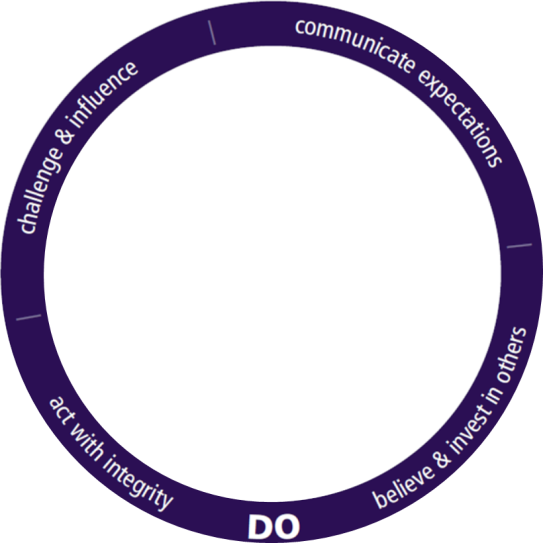 challenge & influence
communicate expectations
believe & invest in others
DO
act with integrity